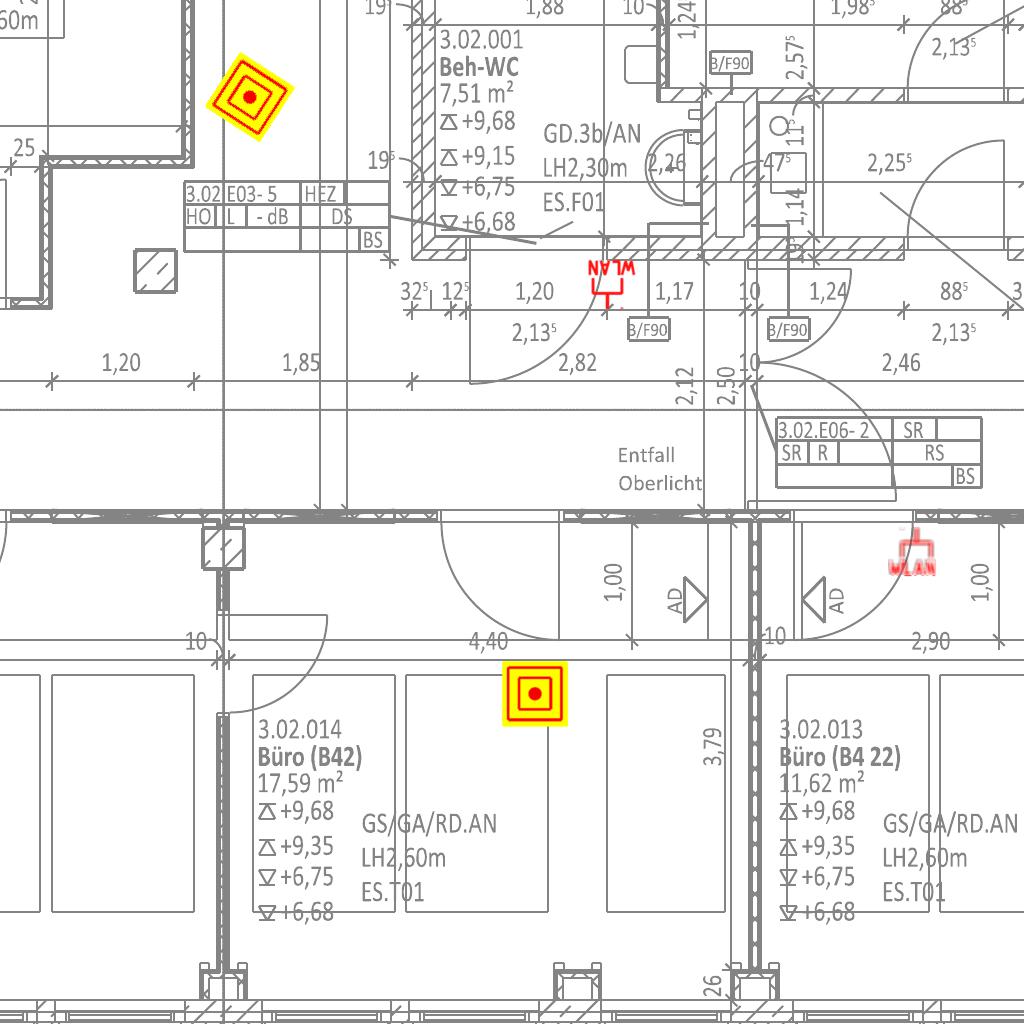 60m
19⁵
1,88
10
1,24
1,98⁵
88⁵
3.02.001
Beh-WC
7,51 m²
+9,68
+9,15
+6,75
+6,68
GD.3b/AN
LH2,30m
ES.F01
B/F90
2,57⁵
2,13⁵
11⁵
25
19⁵
2,26
47⁵
2,25⁵
1,14
3.02.E03- 5 HEZ
HO L - dB DS
BS
WLAN
32⁵ 12⁵ 1,20 1,17 10 1,24 88⁵ 3
2,13⁵ B/F90 B/F90 2,13⁵
1,20 1,85 2,82 10 2,46
2,12 2,50
3.02.E06- 2 SR
SR R RS
BS
Entfall
Oberlicht
WLAN
1,00 AD AD 1,00
10 4,40 10 2,90
3.02.014
Büro (B42)
17,59 m²
+9,68
+9,35
+6,75
+6,68
GS/GA/RD.AN
LH2,60m
ES.T01
3,79
3.02.013
Büro (B4 22)
11,62 m²
+9,68
+9,35
+6,75
+6,68
GS/GA/RD.AN
LH2,60m
ES.T01
26